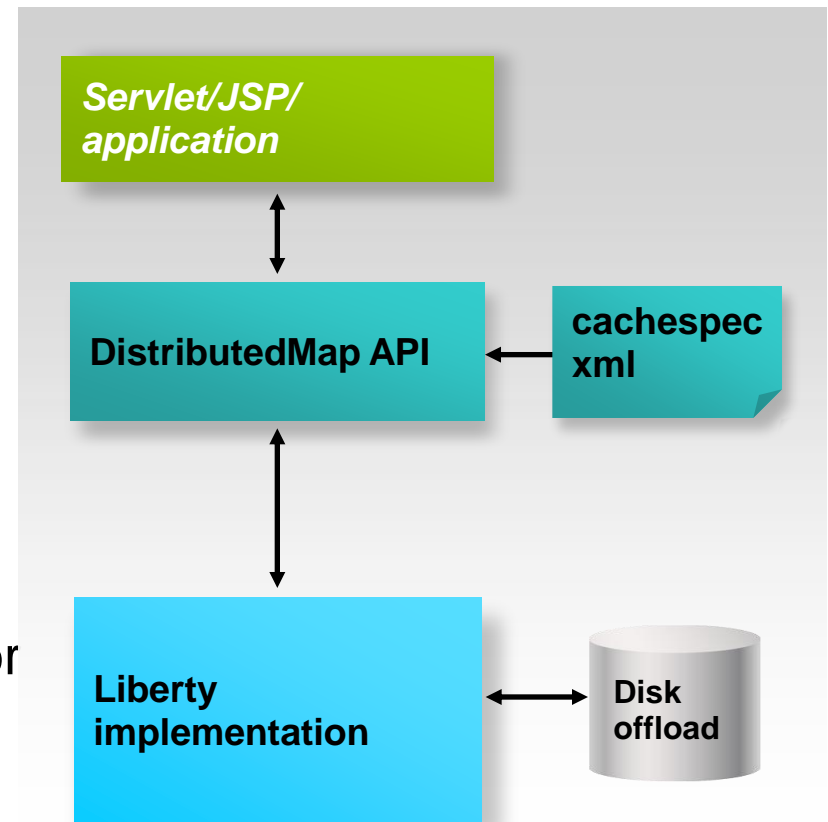 Servlet/JSP/
application
DistributedMap API
cachespec
xml
Liberty
implementation
Disk
offload